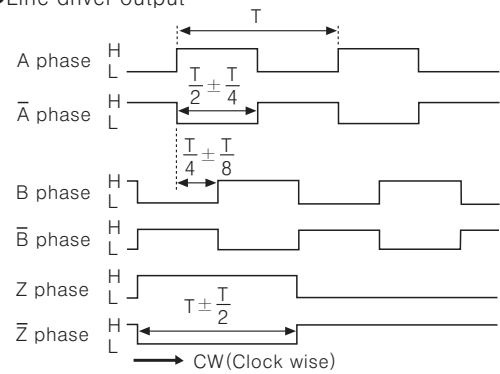 ●Line driver output
T
A phase H
L
T/2 ± T/4
A̅ phase H
L
T/4 ± T/8
B phase H
L
B̅ phase H
L
Z phase H
L
T ± T/2
Z̅ phase H
L
CW(Clock wise)